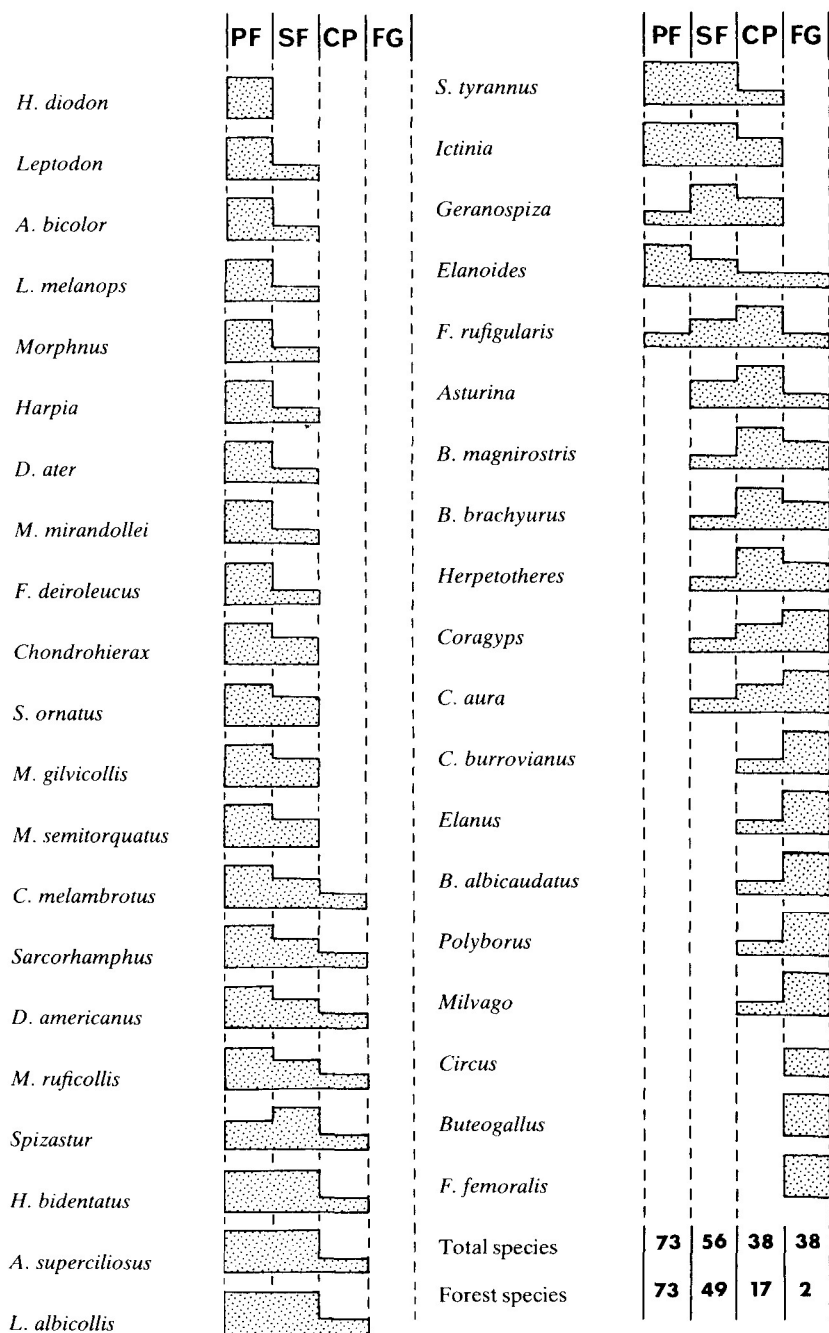 PF SF CP FG
H. diodon
Leptodon
A. bicolor
L. melanops
Morphnus
Harpia
D. ater
M. mirandollei
F. deiroleucus
Chondrohierax
S. ornatus
M. gilvicollis
M. semitorquatus
C. melambrotus
Sarcorhamphus
D. americanus
M. ruficollis
Spizastur
H. bidentatus
A. superciliosus
L. albicollis
PF SF CP FG
S. tyrannus
Ictinia
Geranospiza
Elanoides
F. rufigularis
Asturina
B. magnirostris
B. brachyurus
Herpetotheres
Coragyps
C. aura
C. burrovianus
Elanus
B. albicaudatus
Polyborus
Milvago
Circus
Buteogallus
F. femoralis
Total species 73 56 38 38
Forest species 73 49 17 2